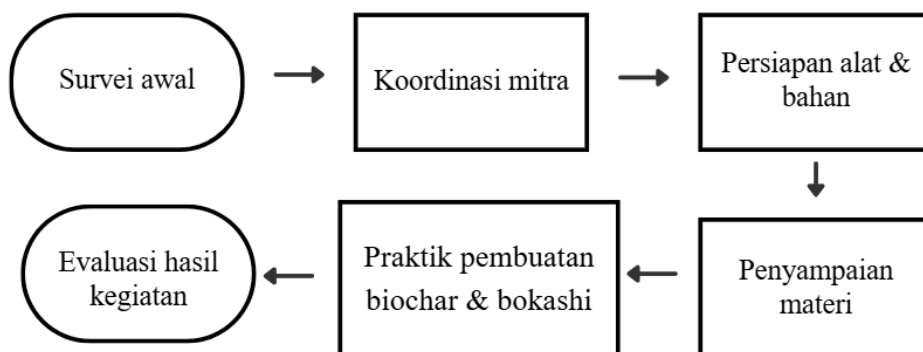 Survei awal
Koordinasi mitra
Persiapan alat &
bahan
Penyampaian
materi
Praktik pembuatan
biochar & bokashi
Evaluasi hasil
kegiatan